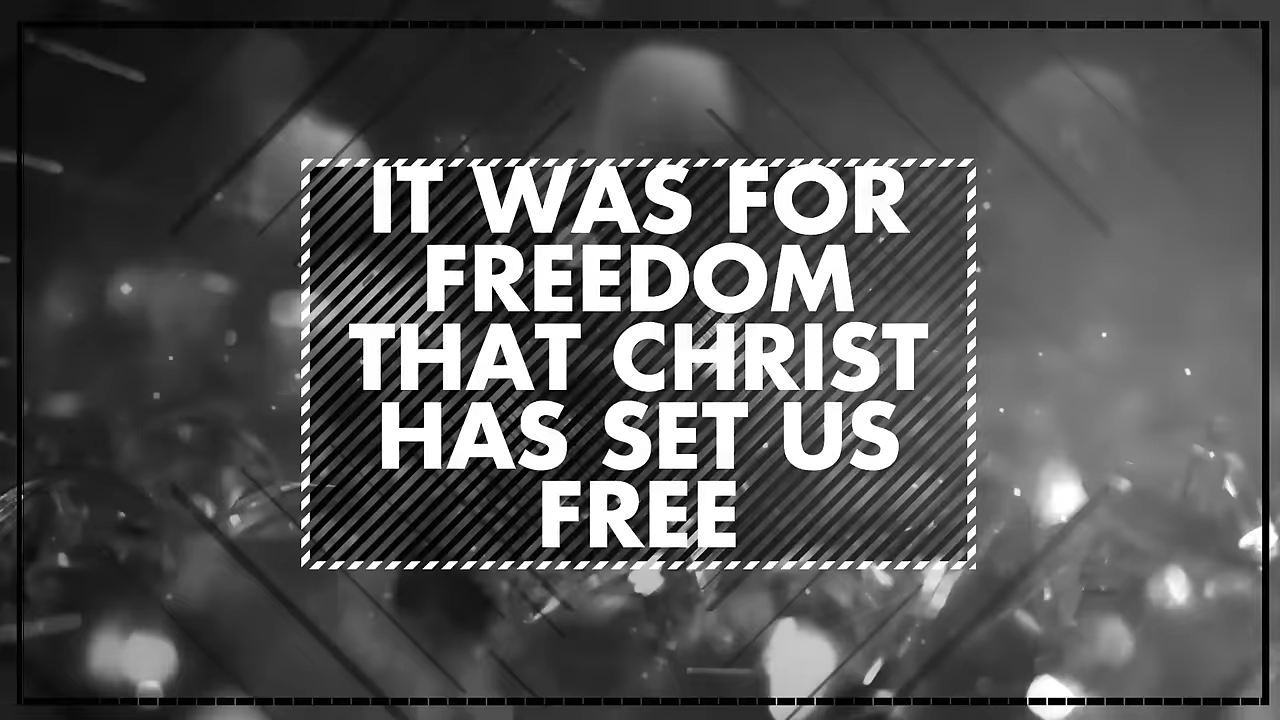 IT WAS FOR
FREEDOM
THAT CHRIST
HAS SET US
FREE